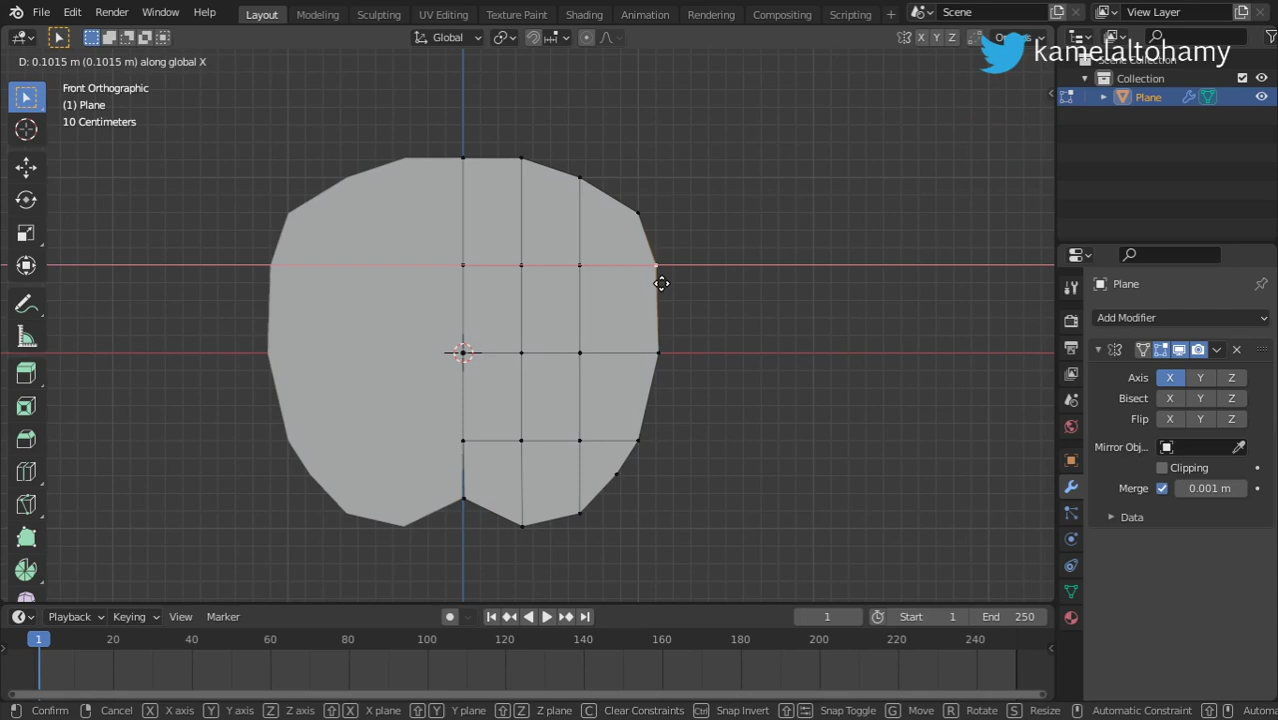 File Edit Render Window Help
Layout Modeling Sculpting UV Editing Texture Paint Shading Animation Rendering Compositing Scripting
Scene View Layer
Global X Y Z
kamelaltohamy
D: 0.1015 m (0.1015 m) along global X
Collection
Front Orthographic
(1) Plane
10 Centimeters
Plane
Plane
Add Modifier
Axis X Y Z
Bisect X Y Z
Flip X Y Z
Mirror Obj...
Clipping
Merge 0.001 m
Data
Playback Keying View Marker
1 Start 1 End 250
1 20 40 60 80 100 120 140 160 180 200 220 240
Confirm Cancel X X axis Y Y axis Z Z axis X X plane Y Y plane Z Z plane C Clear Constraints Ctrl Snap Invert Snap Toggle G Move R Rotate S Resize Automatic Constraint